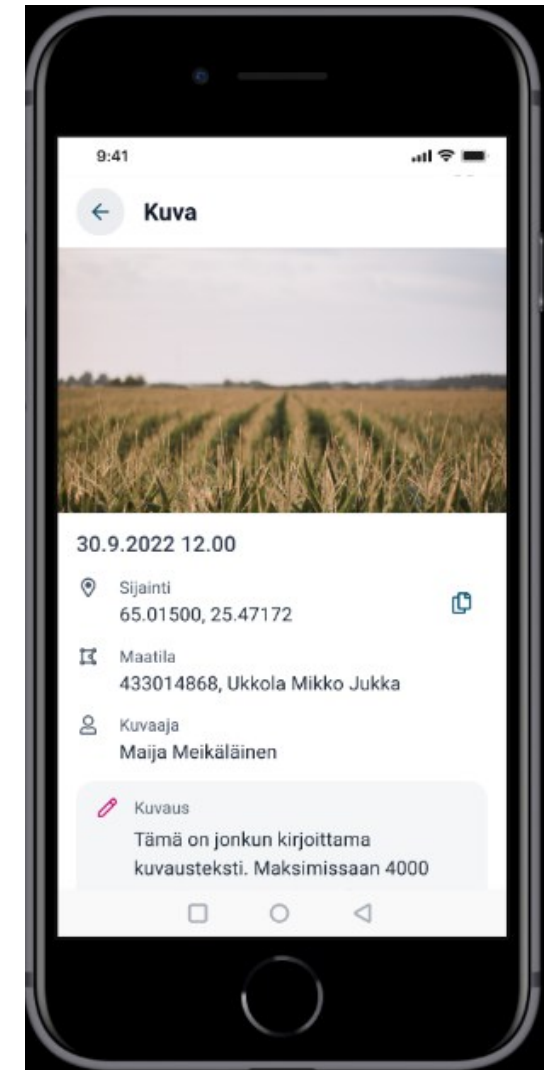 9:41
Kuva
30.9.2022 12.00
Sijainti
65.01500, 25.47172
Maatila
433014868, Ukkola Mikko Jukka
Kuvaaja
Maija Meikäläinen
Kuvaus
Tämä on jonkun kirjoittama
kuvausteksti. Maksimissaan 4000